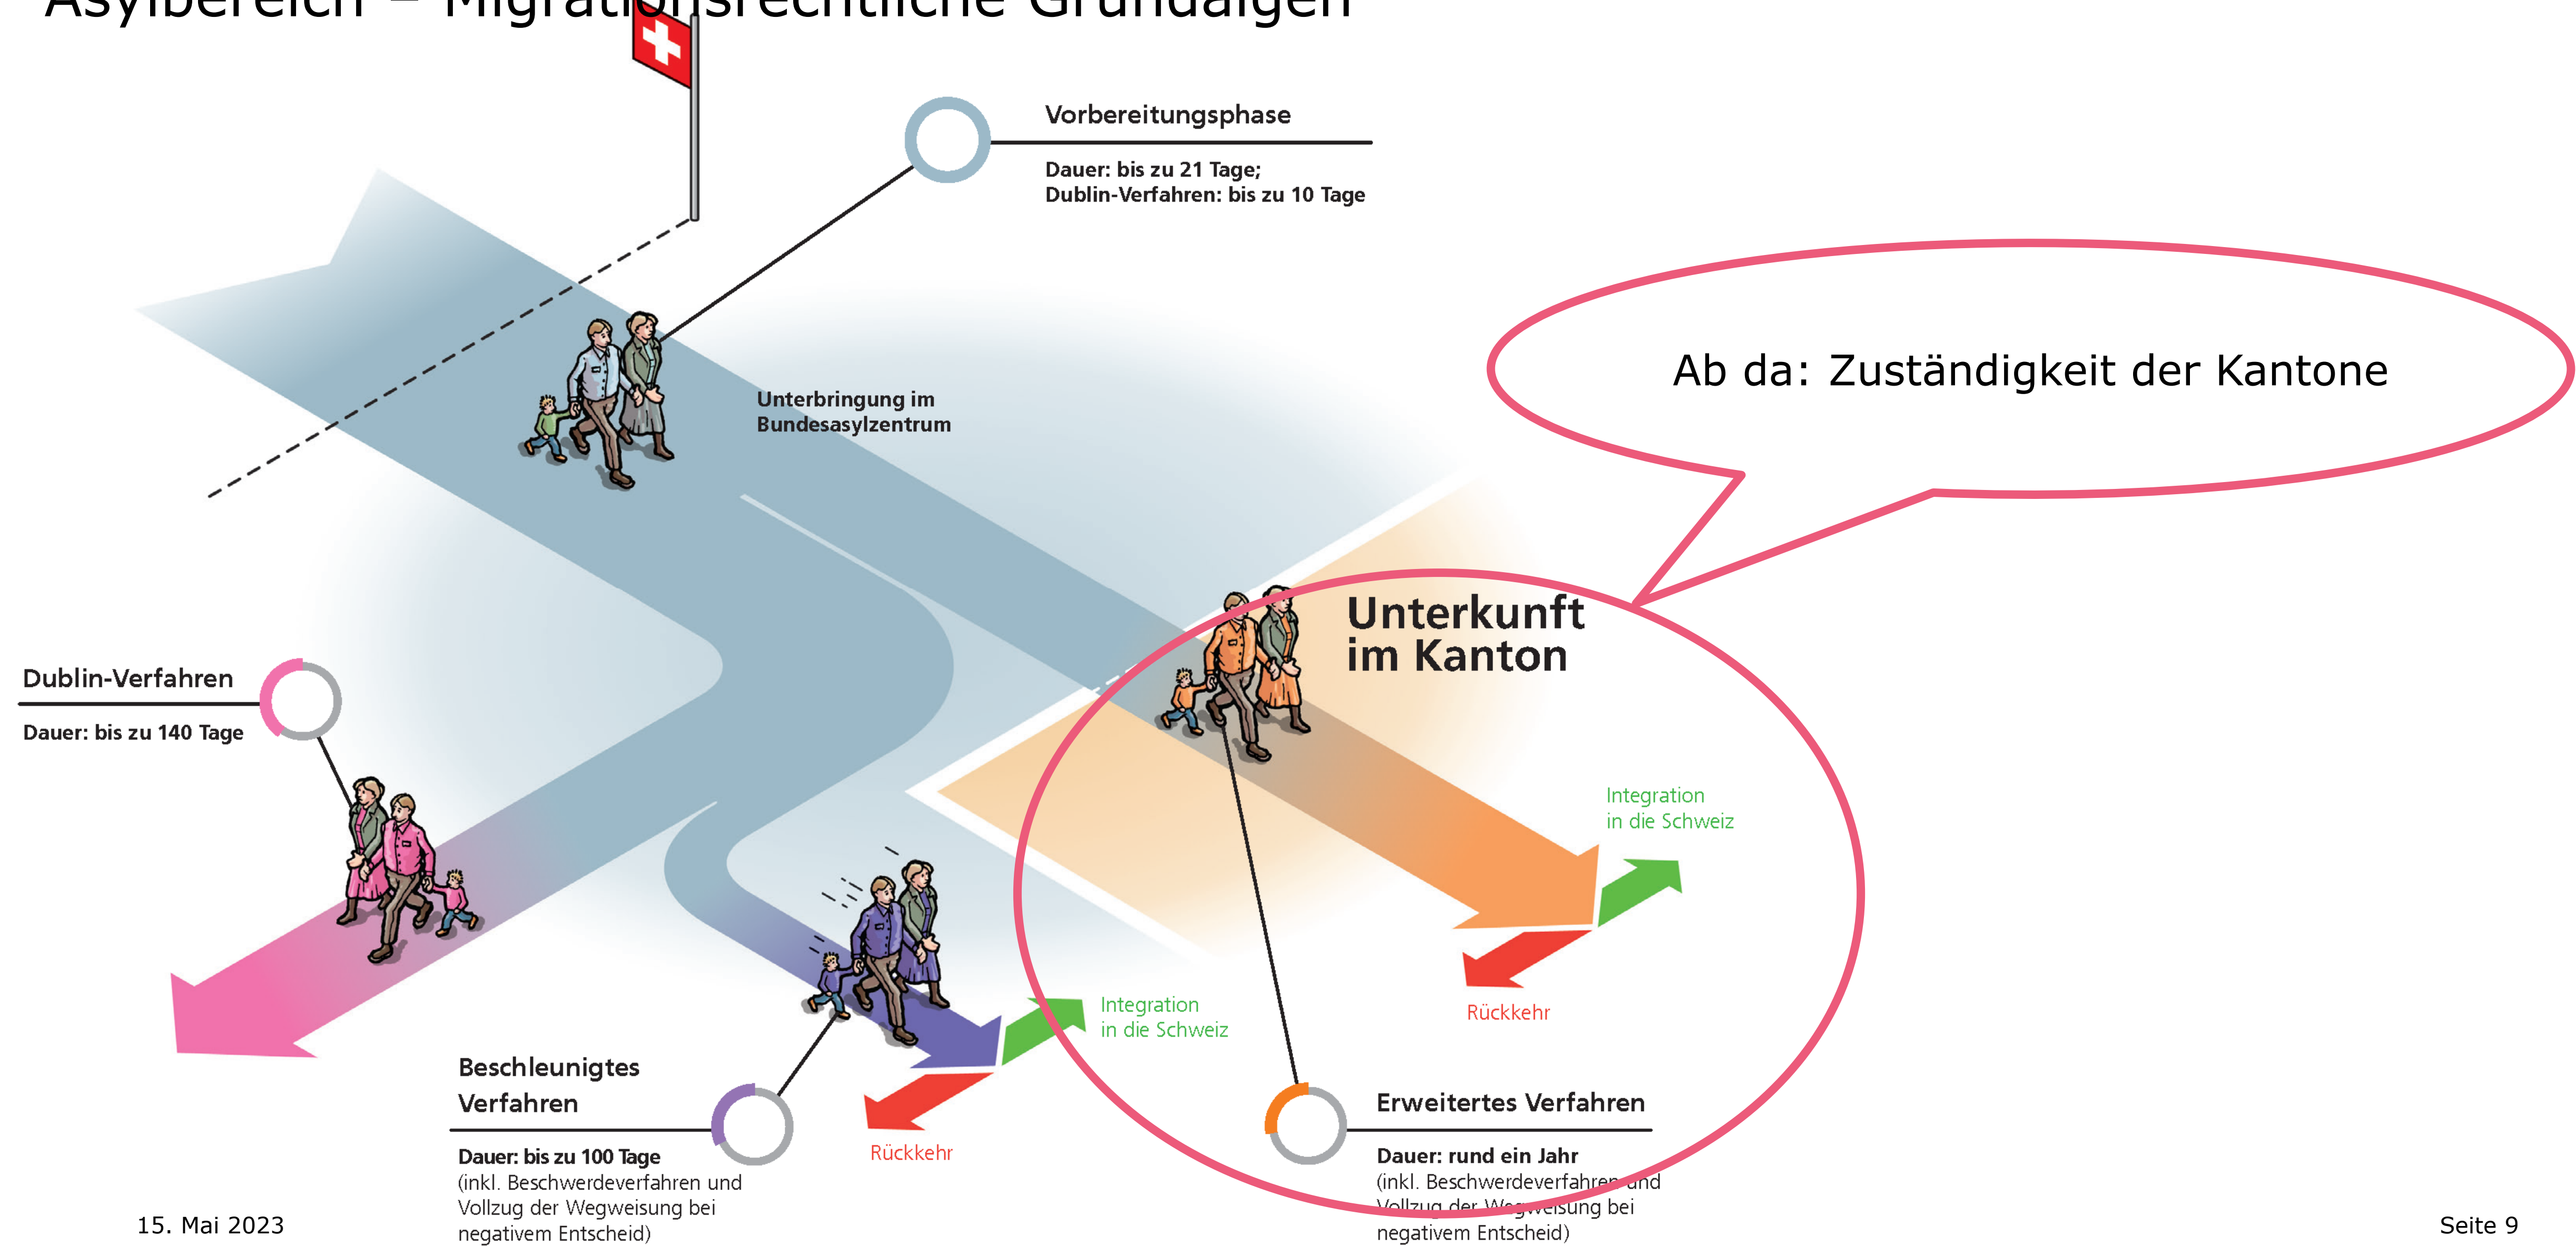 Asylbereich – Migrationsrechtliche Grundalgen
Vorbereitungsphase
Dauer: bis zu 21 Tage;
Dublin-Verfahren: bis zu 10 Tage
Ab da: Zuständigkeit der Kantone
Unterbringung im
Bundesasylzentrum
Unterkunft
im Kanton
Dublin-Verfahren
Dauer: bis zu 140 Tage
Integration
in die Schweiz
Rückkehr
Integration
in die Schweiz
Rückkehr
Beschleunigtes
Verfahren
Dauer: bis zu 100 Tage
(inkl. Beschwerdeverfahren und
Vollzug der Wegweisung bei
negativem Entscheid)
Erweitertes Verfahren
Dauer: rund ein Jahr
(inkl. Beschwerdeverfahren und
Vollzug der Wegweisung bei
negativem Entscheid)
15. Mai 2023
Seite 9